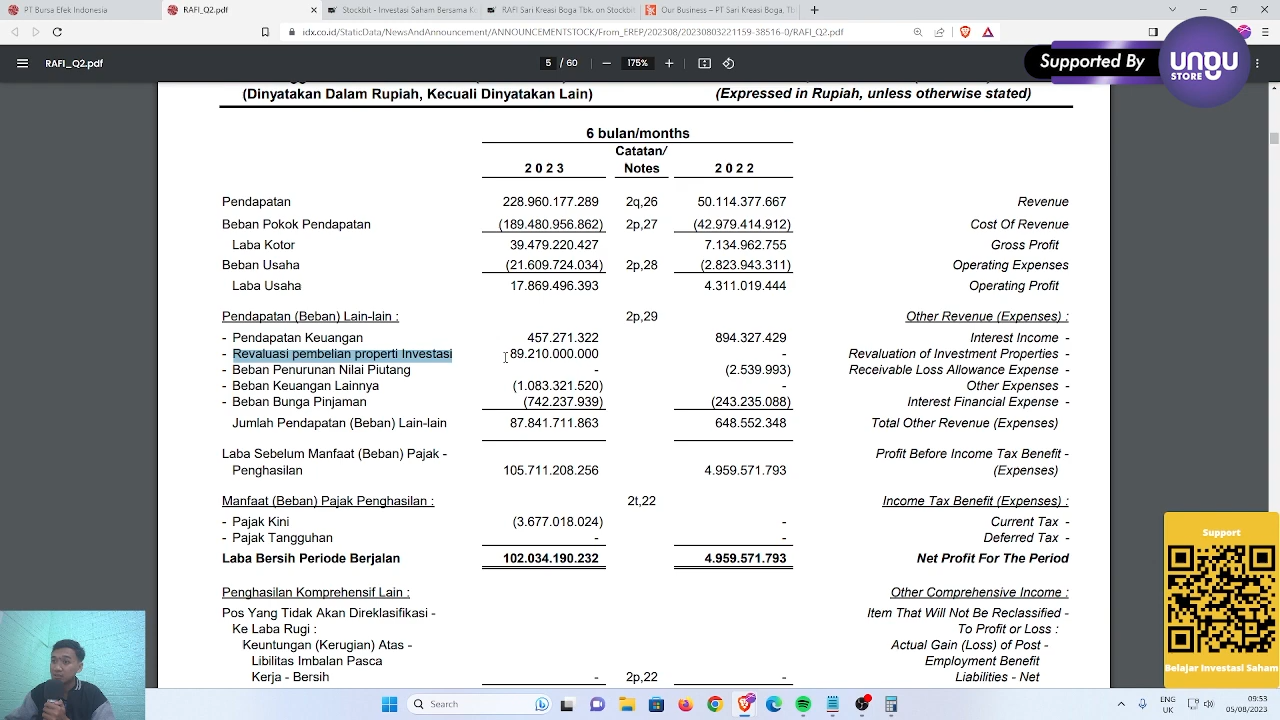 PT Bursa Efek Indonesia
RAFI_Q2.pdf
Stockbit - Investasi Saham Bersama Ko
RAFI Sari Kreasi Boga Tbk. on Stockbit
Our Business – RAFI Sari Kreasi Boga, Tb
idx.co.id/StaticData/NewsAndAnnouncement/ANNOUNCEMENTSTOCK/From_EREP/202308/20230803221159-38516-0/RAFI_Q2.pdf
RAFI_Q2.pdf
5 / 60
175%
Supported By
UNGU
STORE
(Dinyatakan Dalam Rupiah, Kecuali Dinyatakan Lain) (Expressed in Rupiah, unless otherwise stated)
6 bulan/months
Catatan/
2 0 2 3 Notes 2 0 2 2
Pendapatan 228.960.177.289 2q,26 50.114.377.667 Revenue
Beban Pokok Pendapatan (189.480.956.862) 2p,27 (42.979.414.912) Cost Of Revenue
Laba Kotor 39.479.220.427 7.134.962.755 Gross Profit
Beban Usaha (21.609.724.034) 2p,28 (2.823.943.311) Operating Expenses
Laba Usaha 17.869.496.393 4.311.019.444 Operating Profit
Pendapatan (Beban) Lain-lain : 2p,29 Other Revenue (Expenses) :
- Pendapatan Keuangan 457.271.322 894.327.429 Interest Income -
- Revaluasi pembelian properti Investasi 89.210.000.000 - Revaluation of Investment Properties -
- Beban Penurunan Nilai Piutang - (2.539.993) Receivable Loss Allowance Expense -
- Beban Keuangan Lainnya (1.083.321.520) - Other Expenses -
- Beban Bunga Pinjaman (742.237.939) (243.235.088) Interest Financial Expense -
Jumlah Pendapatan (Beban) Lain-lain 87.841.711.863 648.552.348 Total Other Revenue (Expenses)
Laba Sebelum Manfaat (Beban) Pajak - Profit Before Income Tax Benefit -
Penghasilan 105.711.208.256 4.959.571.793 (Expenses)
Manfaat (Beban) Pajak Penghasilan : 2t,22 Income Tax Benefit (Expenses) :
- Pajak Kini (3.677.018.024) - Current Tax -
- Pajak Tangguhan - - Deferred Tax -
Laba Bersih Periode Berjalan 102.034.190.232 4.959.571.793 Net Profit For The Period
Penghasilan Komprehensif Lain : Other Comprehensive Income :
Pos Yang Tidak Akan Direklasifikasi - Item That Will Not Be Reclassified -
Ke Laba Rugi : To Profit or Loss :
Keuntungan (Kerugian) Atas - Actual Gain (Loss) of Post -
Libilitas Imbalan Pasca Employment Benefit
Kerja - Bersih - 2p,22 - Liabilities - Net
Support
Belajar Investasi Saham
Search
ENG
UK
09:53
05/08/2023